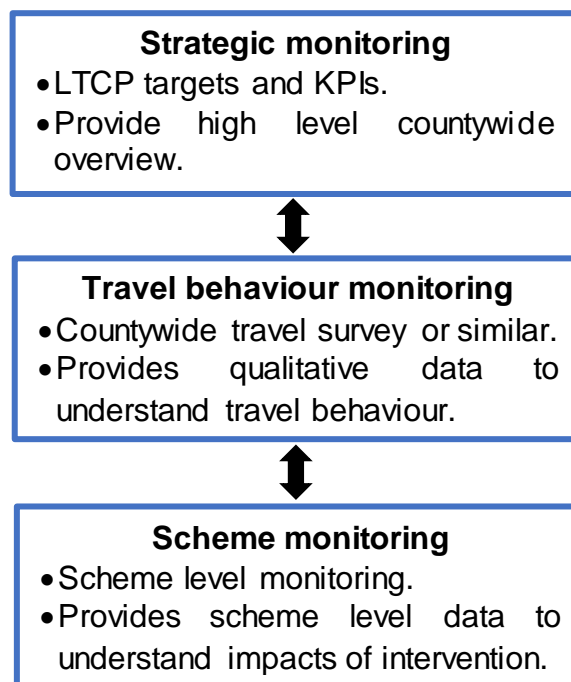 Strategic monitoring
•LTCP targets and KPIs.
•Provide high level countywide
overview.
Travel behaviour monitoring
•Countywide travel survey or similar.
•Provides qualitative data to
understand travel behaviour.
Scheme monitoring
•Scheme level monitoring.
•Provides scheme level data to
understand impacts of intervention.